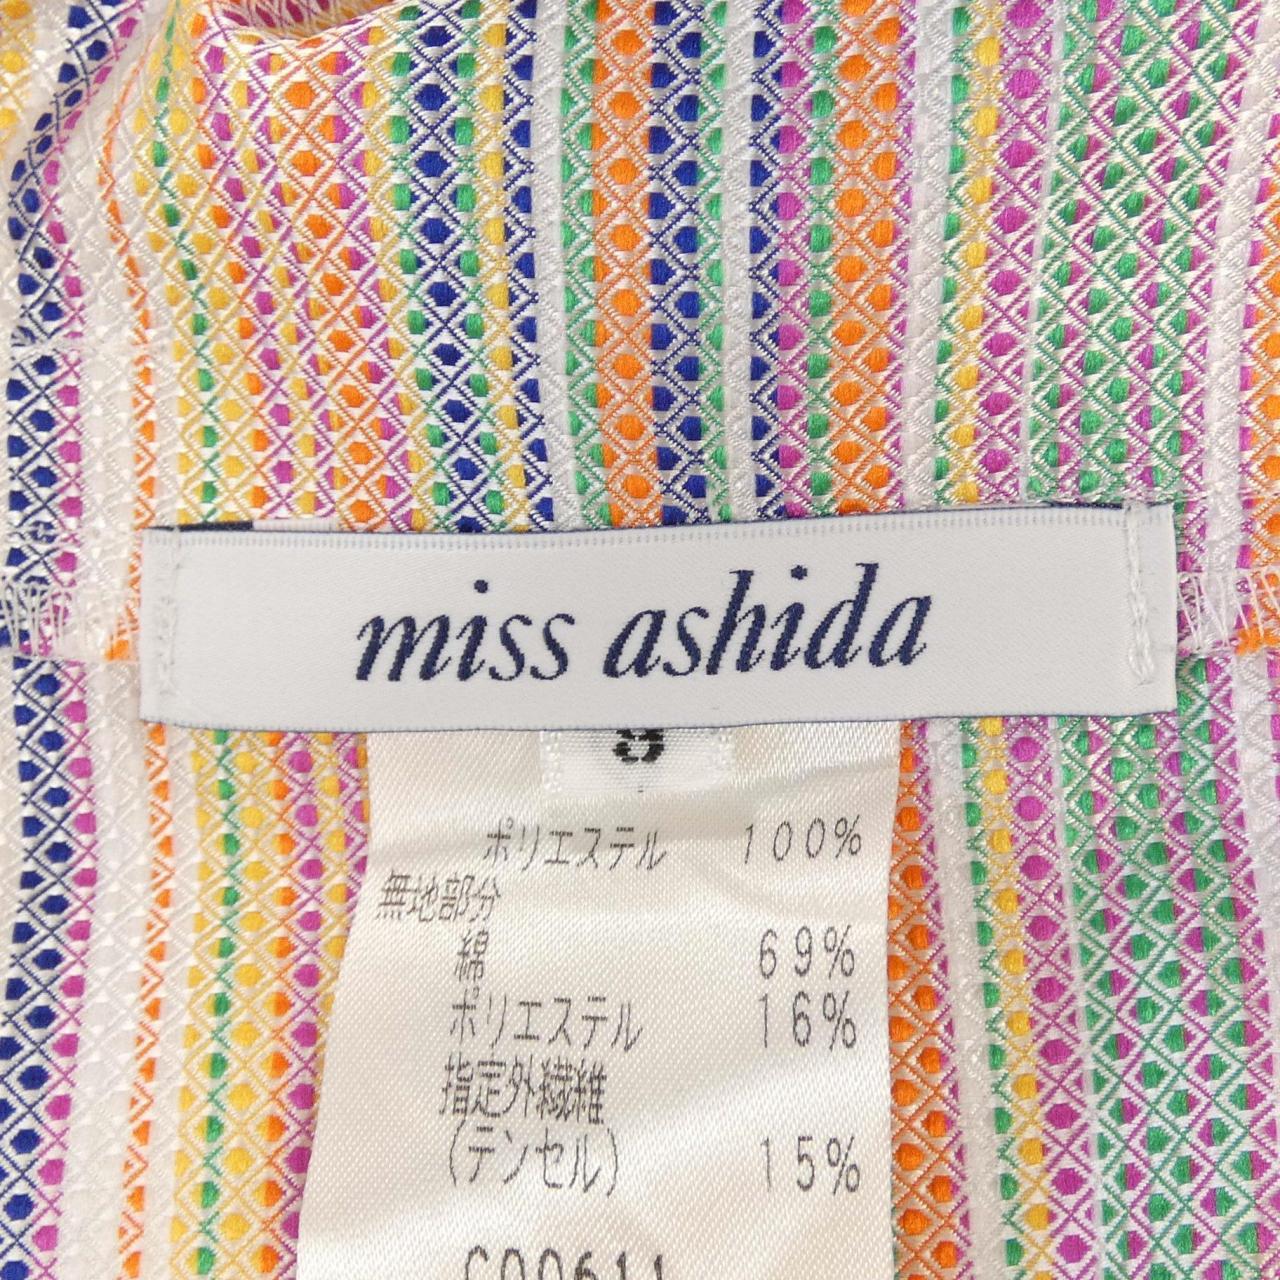 miss ashida
ポリエステル 100%
無地部分
綿 69%
ポリエステル 16%
指定外繊維
(テンセル) 15%